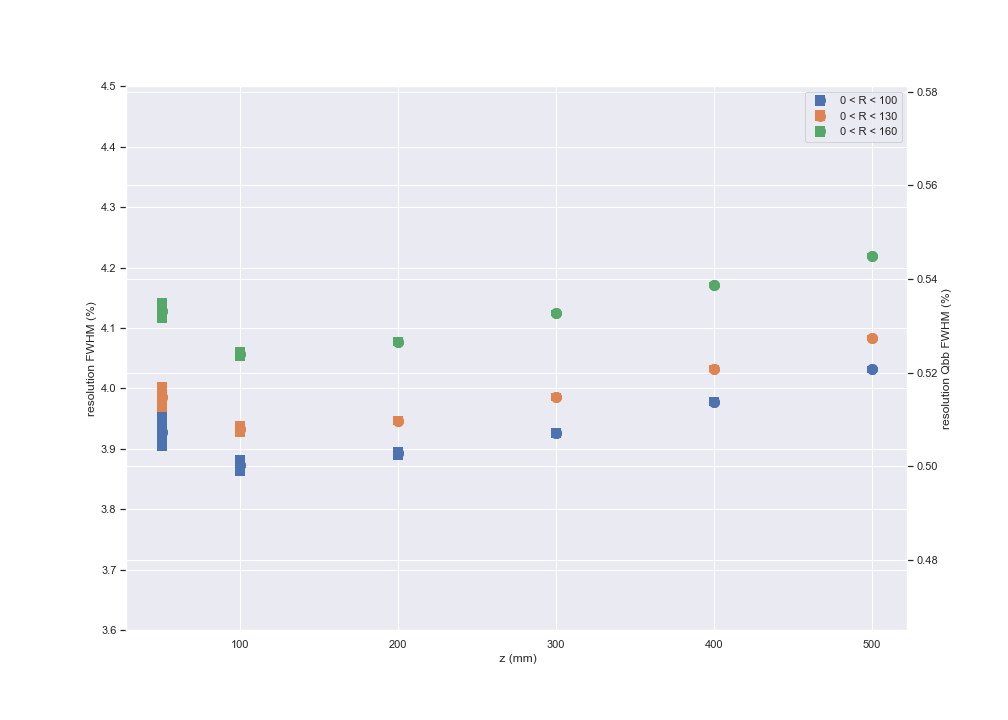 0 < R < 100
0 < R < 130
0 < R < 160
4.5
4.4
4.3
4.2
4.1
4.0
3.9
3.8
3.7
3.6
resolution FWHM (%)
0.58
0.56
0.54
0.52
0.50
0.48
resolution Qbb FWHM (%)
100 200 300 400 500
z (mm)